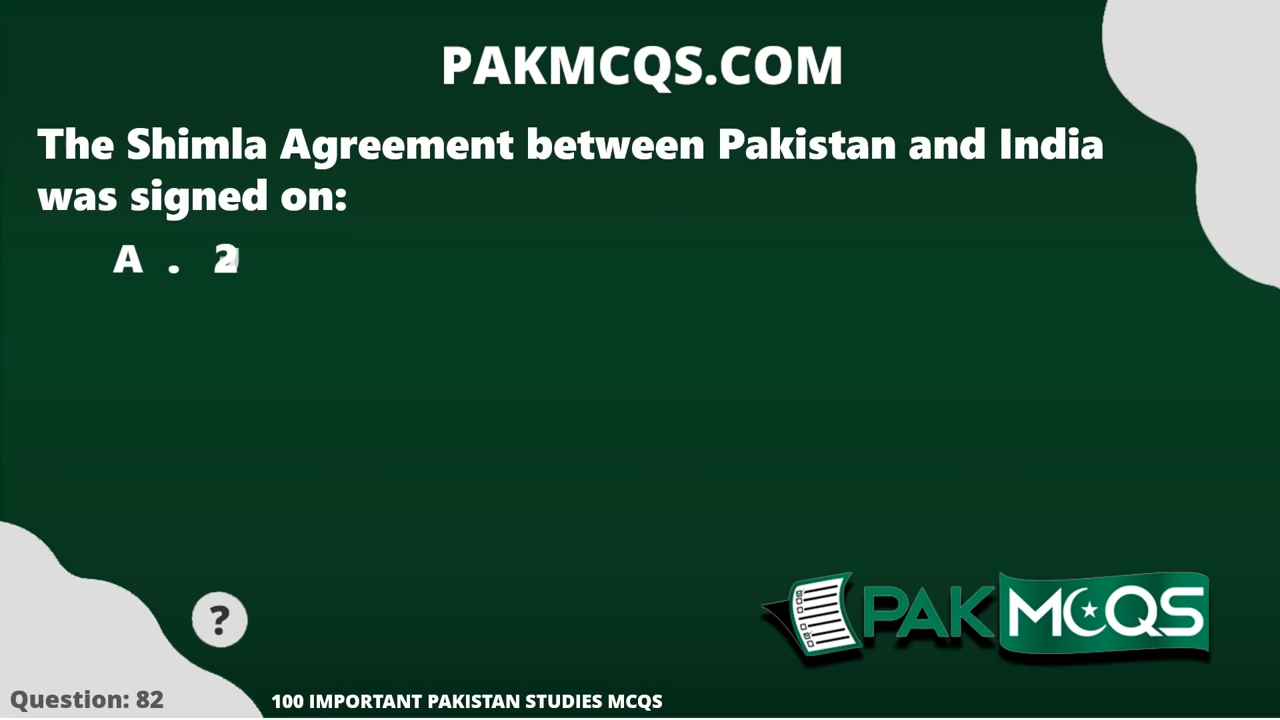 PAKMCQS.COM
The Shimla Agreement between Pakistan and India
was signed on:
A . 2
?
PAKMCQS
Question: 82
100 IMPORTANT PAKISTAN STUDIES MCQS